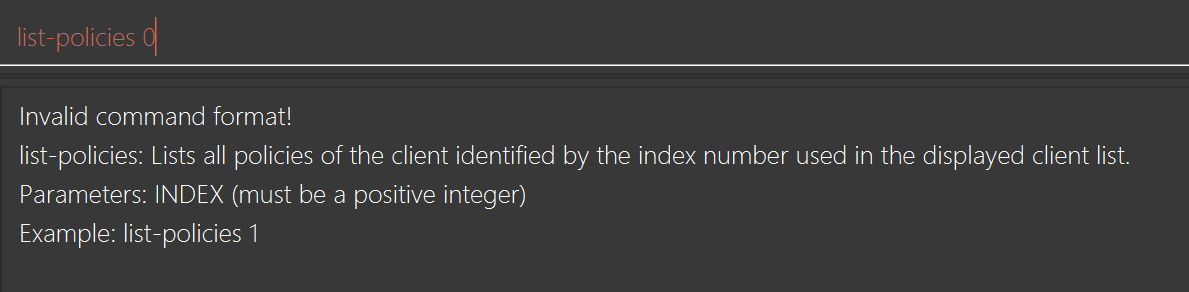 list-policies 0
Invalid command format!
list-policies: Lists all policies of the client identified by the index number used in the displayed client list.
Parameters: INDEX (must be a positive integer)
Example: list-policies 1